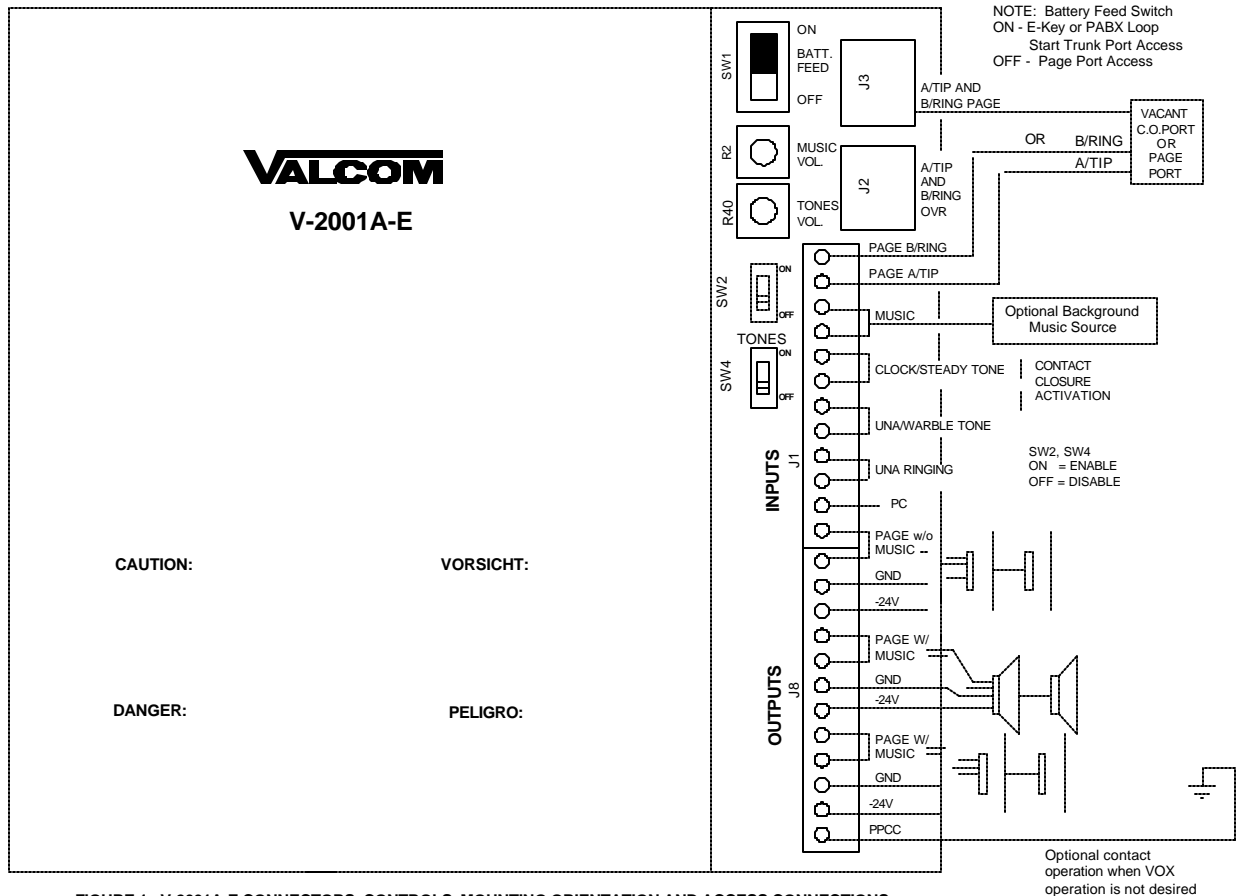 NOTE: Battery Feed Switch
ON - E-Key or PABX Loop
Start Trunk Port Access
OFF - Page Port Access
SW1
ON
BATT.
FEED
OFF
J3
A/TIP AND
B/RING PAGE
VACANT
C.O.PORT
OR
PAGE
PORT
R2
MUSIC
VOL.
J2
A/TIP
AND
B/RING
OVR
OR
B/RING
A/TIP
R40
TONES
VOL.
VALCOM
V-2001A-E
PAGE B/RING
PAGE A/TIP
SW2
ON
OFF
MUSIC
Optional Background
Music Source
TONES
SW4
ON
OFF
CLOCK/STEADY TONE
CONTACT
CLOSURE
ACTIVATION
UNA/WARBLE TONE
INPUTS
J1
UNA RINGING
SW2, SW4
ON = ENABLE
OFF = DISABLE
PC
PAGE w/o
MUSIC
CAUTION:
VORSICHT:
GND
-24V
PAGE W/
MUSIC
OUTPUTS
J8
GND
-24V
DANGER:
PELIGRO:
PAGE W/
MUSIC
GND
-24V
PPCC
Optional contact
operation when VOX
operation is not desired
FIGURE 1. V-2001A-E CONNECTORS, CONTROLS, MOUNTING ORIENTATION AND ACCESS CONNECTIONS